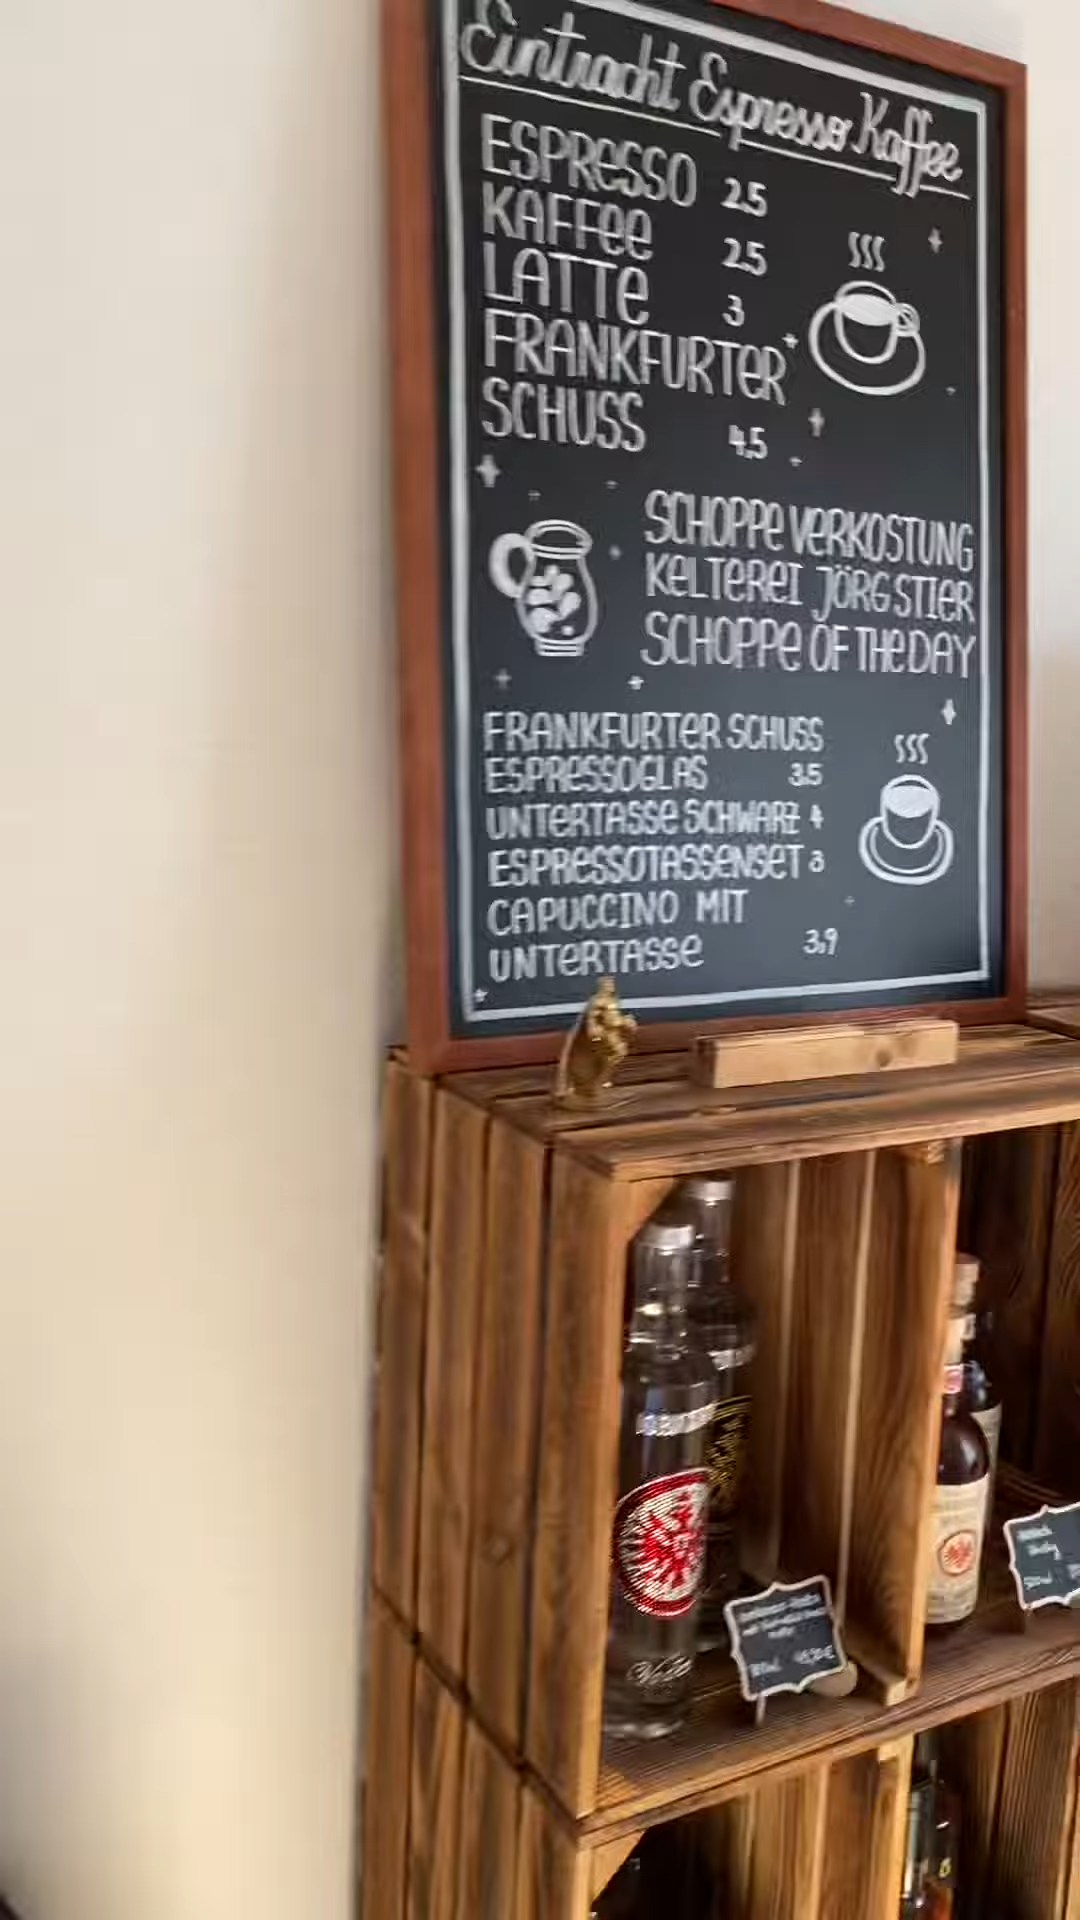 Eintracht Espresso Kaffee
ESPRESSO 2.5
KAFFee 2.5
LATTe 3
FRANKFURTeR
SCHUSS 4.5
SCHOPPe VeRKOSTUNG
KeLTeReI JÖRG STIeR
SCHOPPe OF THe DAY
FRANKFURTeR SCHUSS
ESPReSSOGLAS 3.5
UNTeRTASSe SCHWARZ 4
ESPReSSOTASSeNSeT 3
CAPUCCINO MIT
UNTeRTASSe 3,9